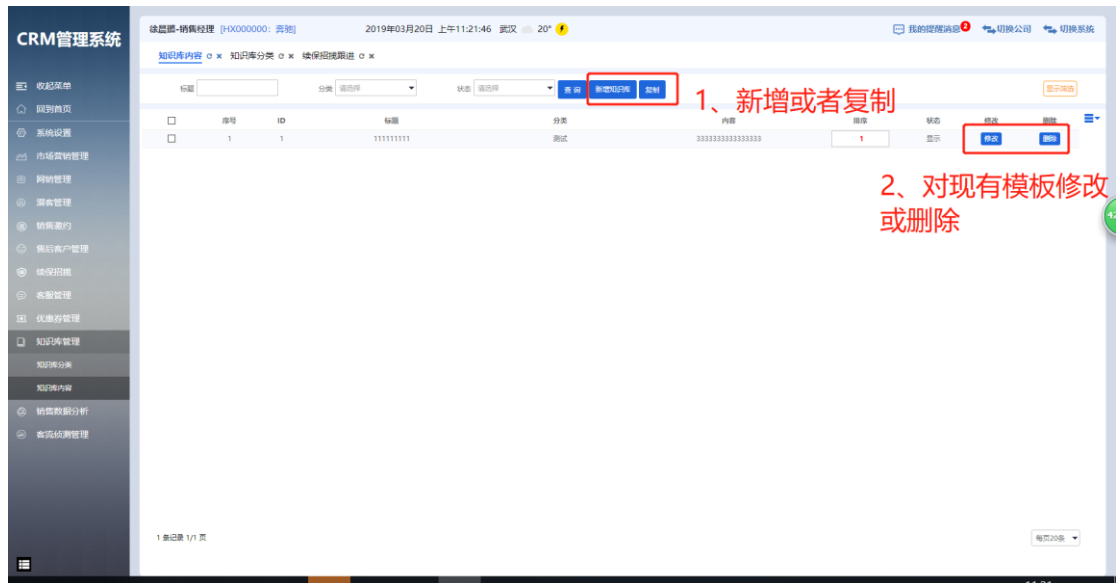 CRM管理系统
徐昆鹏-销售经理 [HX000000: 奔驰] 2019年03月20日 上午11:21:46 武汉 20° 我的提醒消息2 切换公司 切换系统
知识库内容 知识库分类 续保招揽跟进
收起菜单
回到首页
系统设置
市场营销管理
网销管理
潜客管理
销售邀约
售后客户管理
续保招揽
客服管理
优惠券管理
知识库管理
知识库分类
知识库内容
销售数据分析
客流侦测管理
标题 分类 请选择 状态 请选择 查 询 新增知识库 复制 显示筛选
1、新增或者复制
序号 ID 标题 分类 内容 排序 状态 修改 删除
1 1 111111111 测试 3333333333333333 1 显示 修改 删除
2、对现有模板修改
或删除
42
1 条记录 1/1 页 每页20条